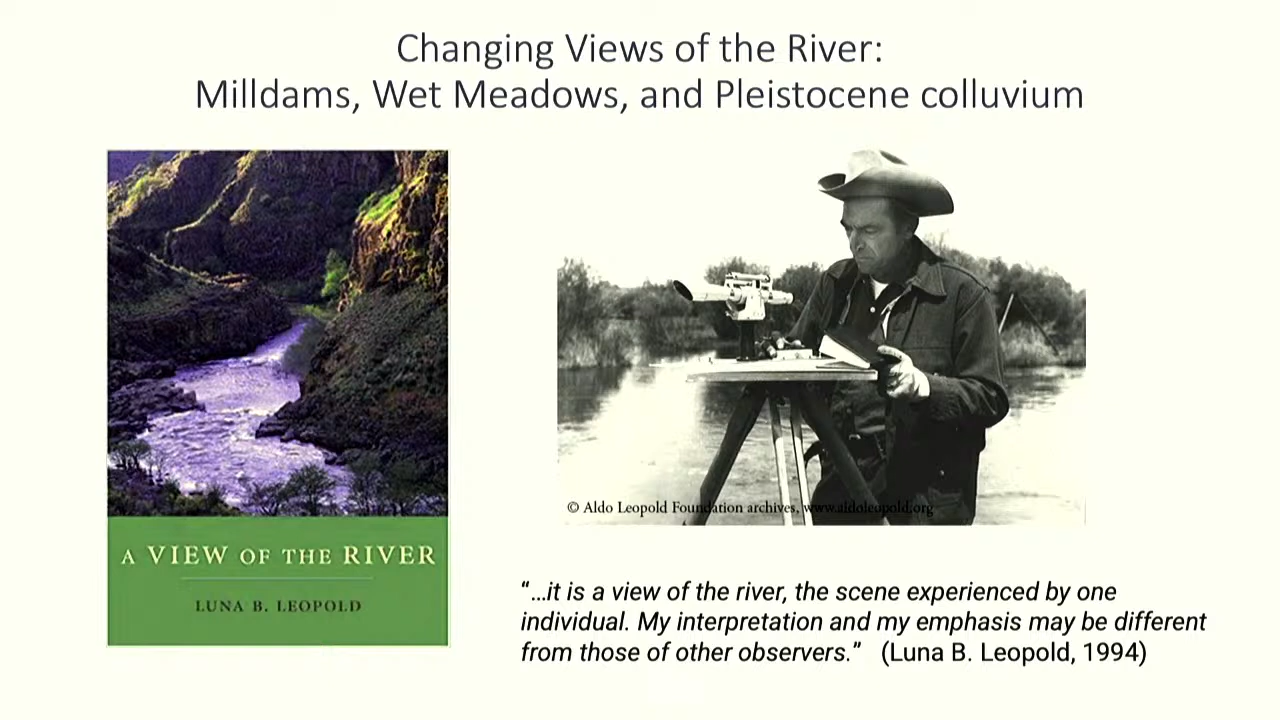 Changing Views of the River:
Milldams, Wet Meadows, and Pleistocene colluvium
A VIEW OF THE RIVER
LUNA B. LEOPOLD
© Aldo Leopold Foundation archives, www.aldoleopold.org
“…it is a view of the river, the scene experienced by one
individual. My interpretation and my emphasis may be different
from those of other observers.” (Luna B. Leopold, 1994)